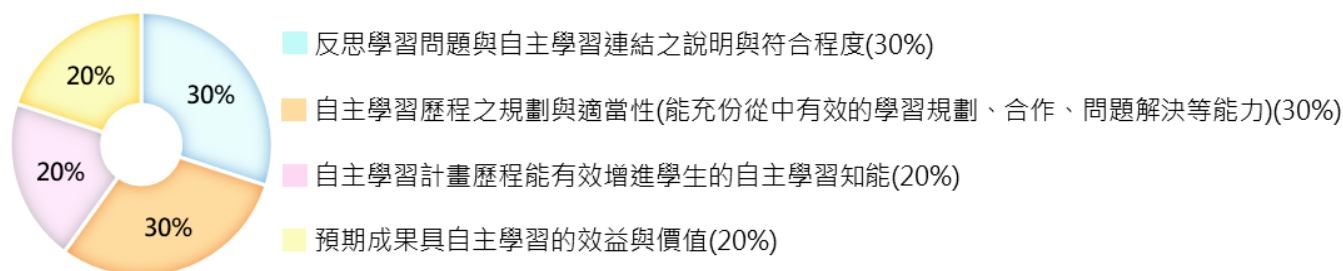 30%
30%
20%
20%
反思學習問題與自主學習連結之說明與符合程度(30%)
自主學習歷程之規劃與適當性(能充份從中有效的學習規劃、合作、問題解決等能力)(30%)
自主學習計畫歷程能有效增進學生的自主學習知能(20%)
預期成果具自主學習的效益與價值(20%)